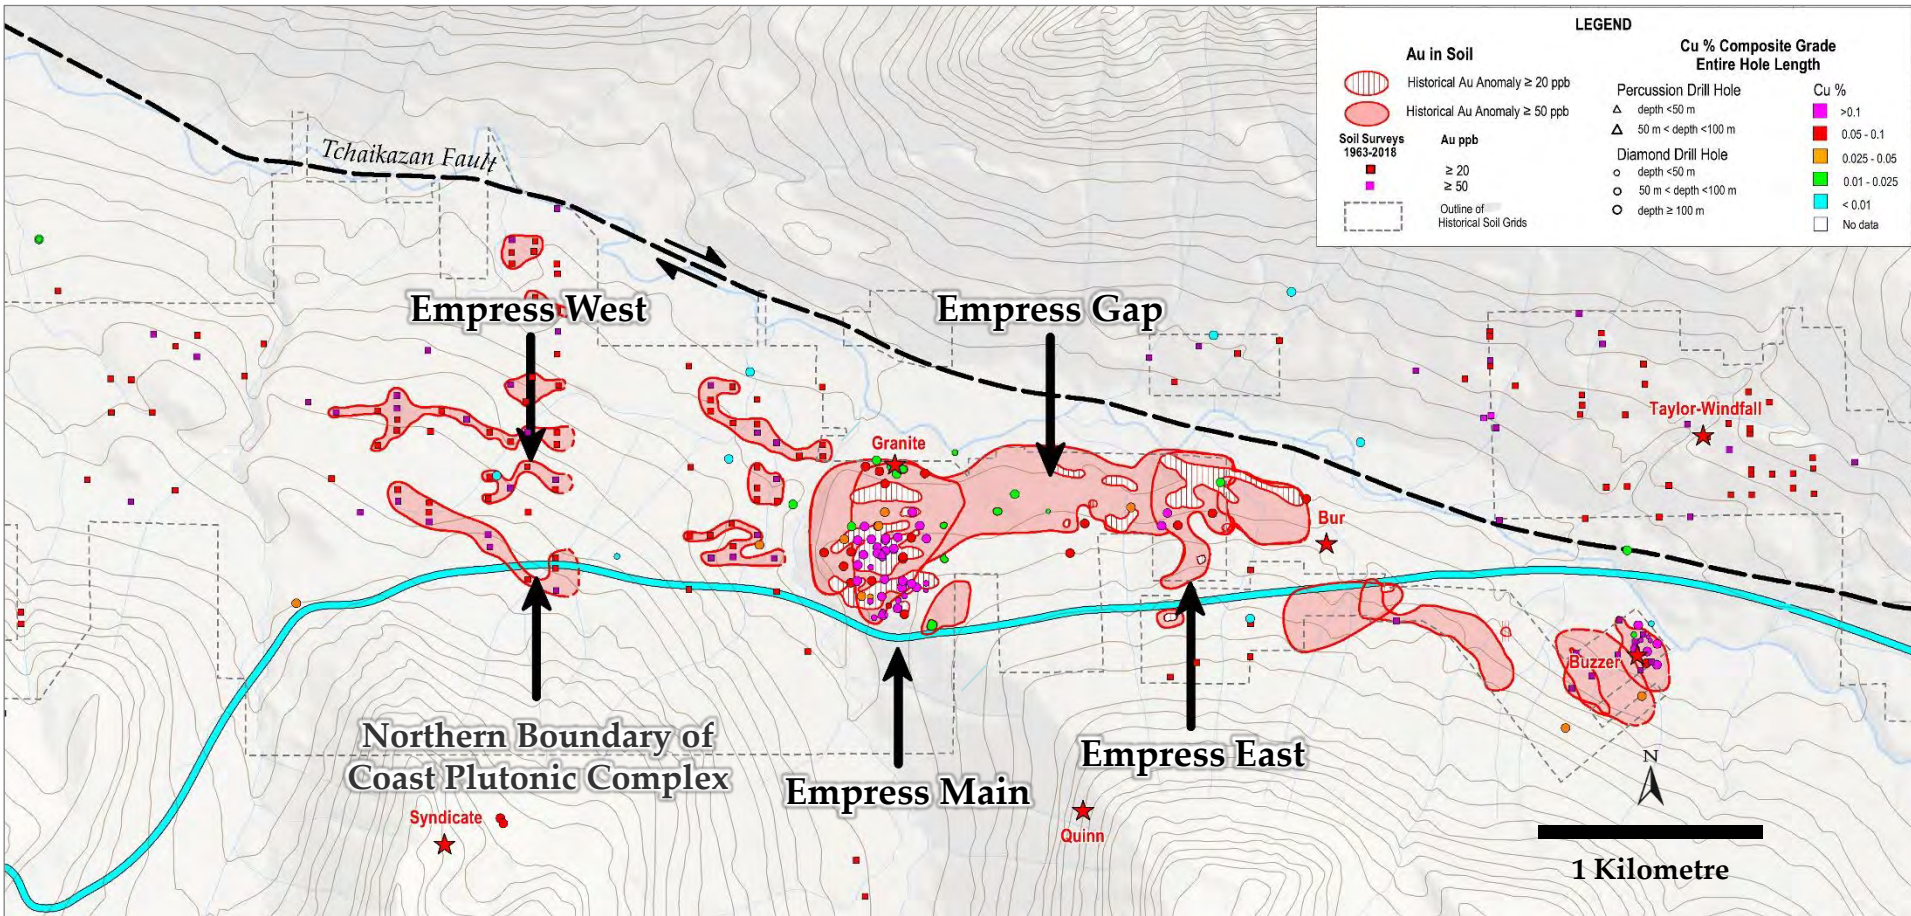 LEGEND
Au in Soil
Historical Au Anomaly ≥ 20 ppb
Historical Au Anomaly ≥ 50 ppb
Soil Surveys
1963-2018
Au ppb
≥ 20
≥ 50
Outline of
Historical Soil Grids
Cu % Composite Grade
Entire Hole Length
Percussion Drill Hole
depth <50 m
50 m < depth <100 m
Diamond Drill Hole
depth <50 m
50 m < depth <100 m
depth ≥ 100 m
Cu %
>0.1
0.05 - 0.1
0.025 - 0.05
0.01 - 0.025
< 0.01
No data
Tchaikazan Fault
Empress West
Empress Gap
Taylor-Windfall
Granite
Bur
Buzzer
Northern Boundary of
Coast Plutonic Complex
Empress Main
Empress East
Syndicate
Quinn
N
1 Kilometre